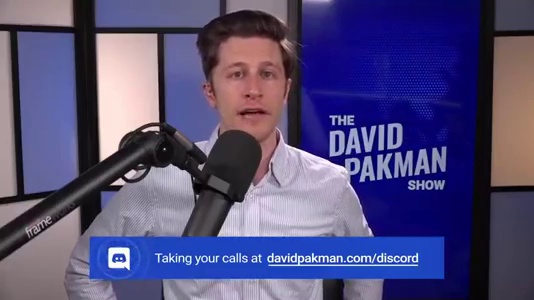 THE
DAVID
PAKMAN
SHOW
frame
Taking your calls at davidpakman.com/discord